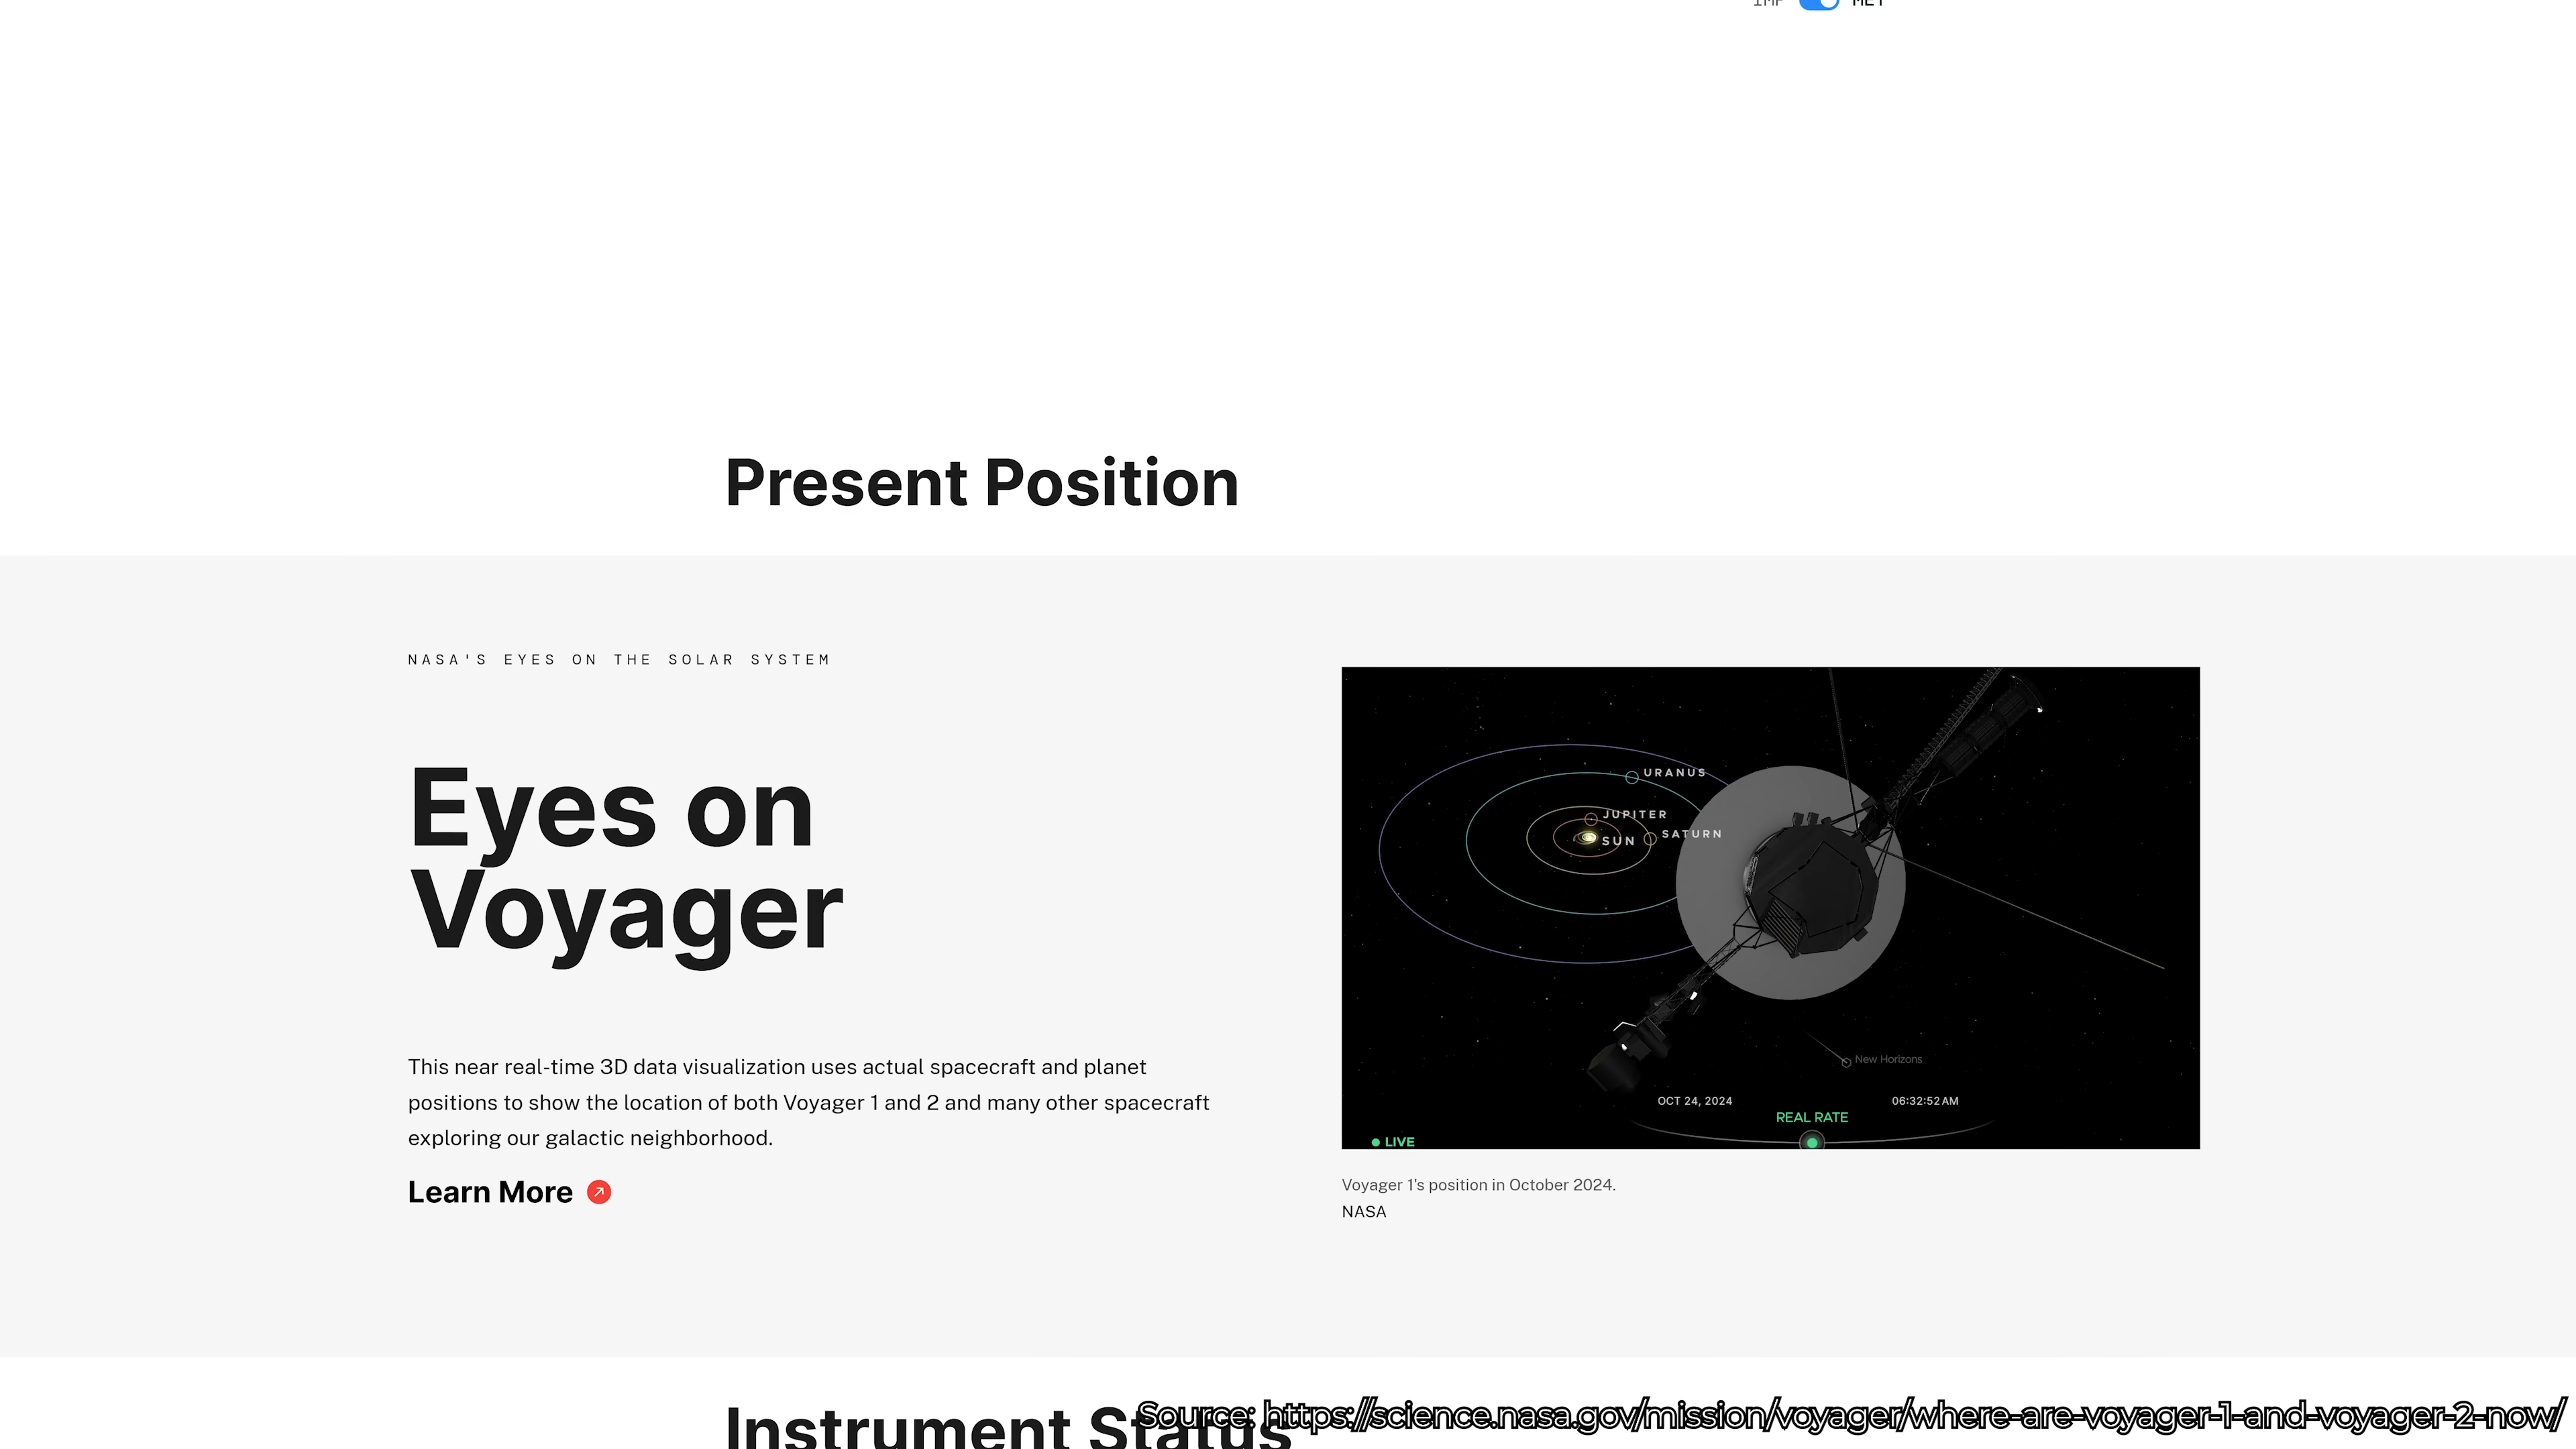 IMP MET
Present Position
NASA'S EYES ON THE SOLAR SYSTEM
Eyes on
Voyager
This near real-time 3D data visualization uses actual spacecraft and planet
positions to show the location of both Voyager 1 and 2 and many other spacecraft
exploring our galactic neighborhood.
Learn More
URANUS
JUPITER
SATURN
SUN
New Horizons
OCT 24, 2024 06:32:52 AM
REAL RATE
LIVE
Voyager 1's position in October 2024.
NASA
Instrument Status
Source: https://science.nasa.gov/mission/voyager/where-are-voyager-1-and-voyager-2-now/